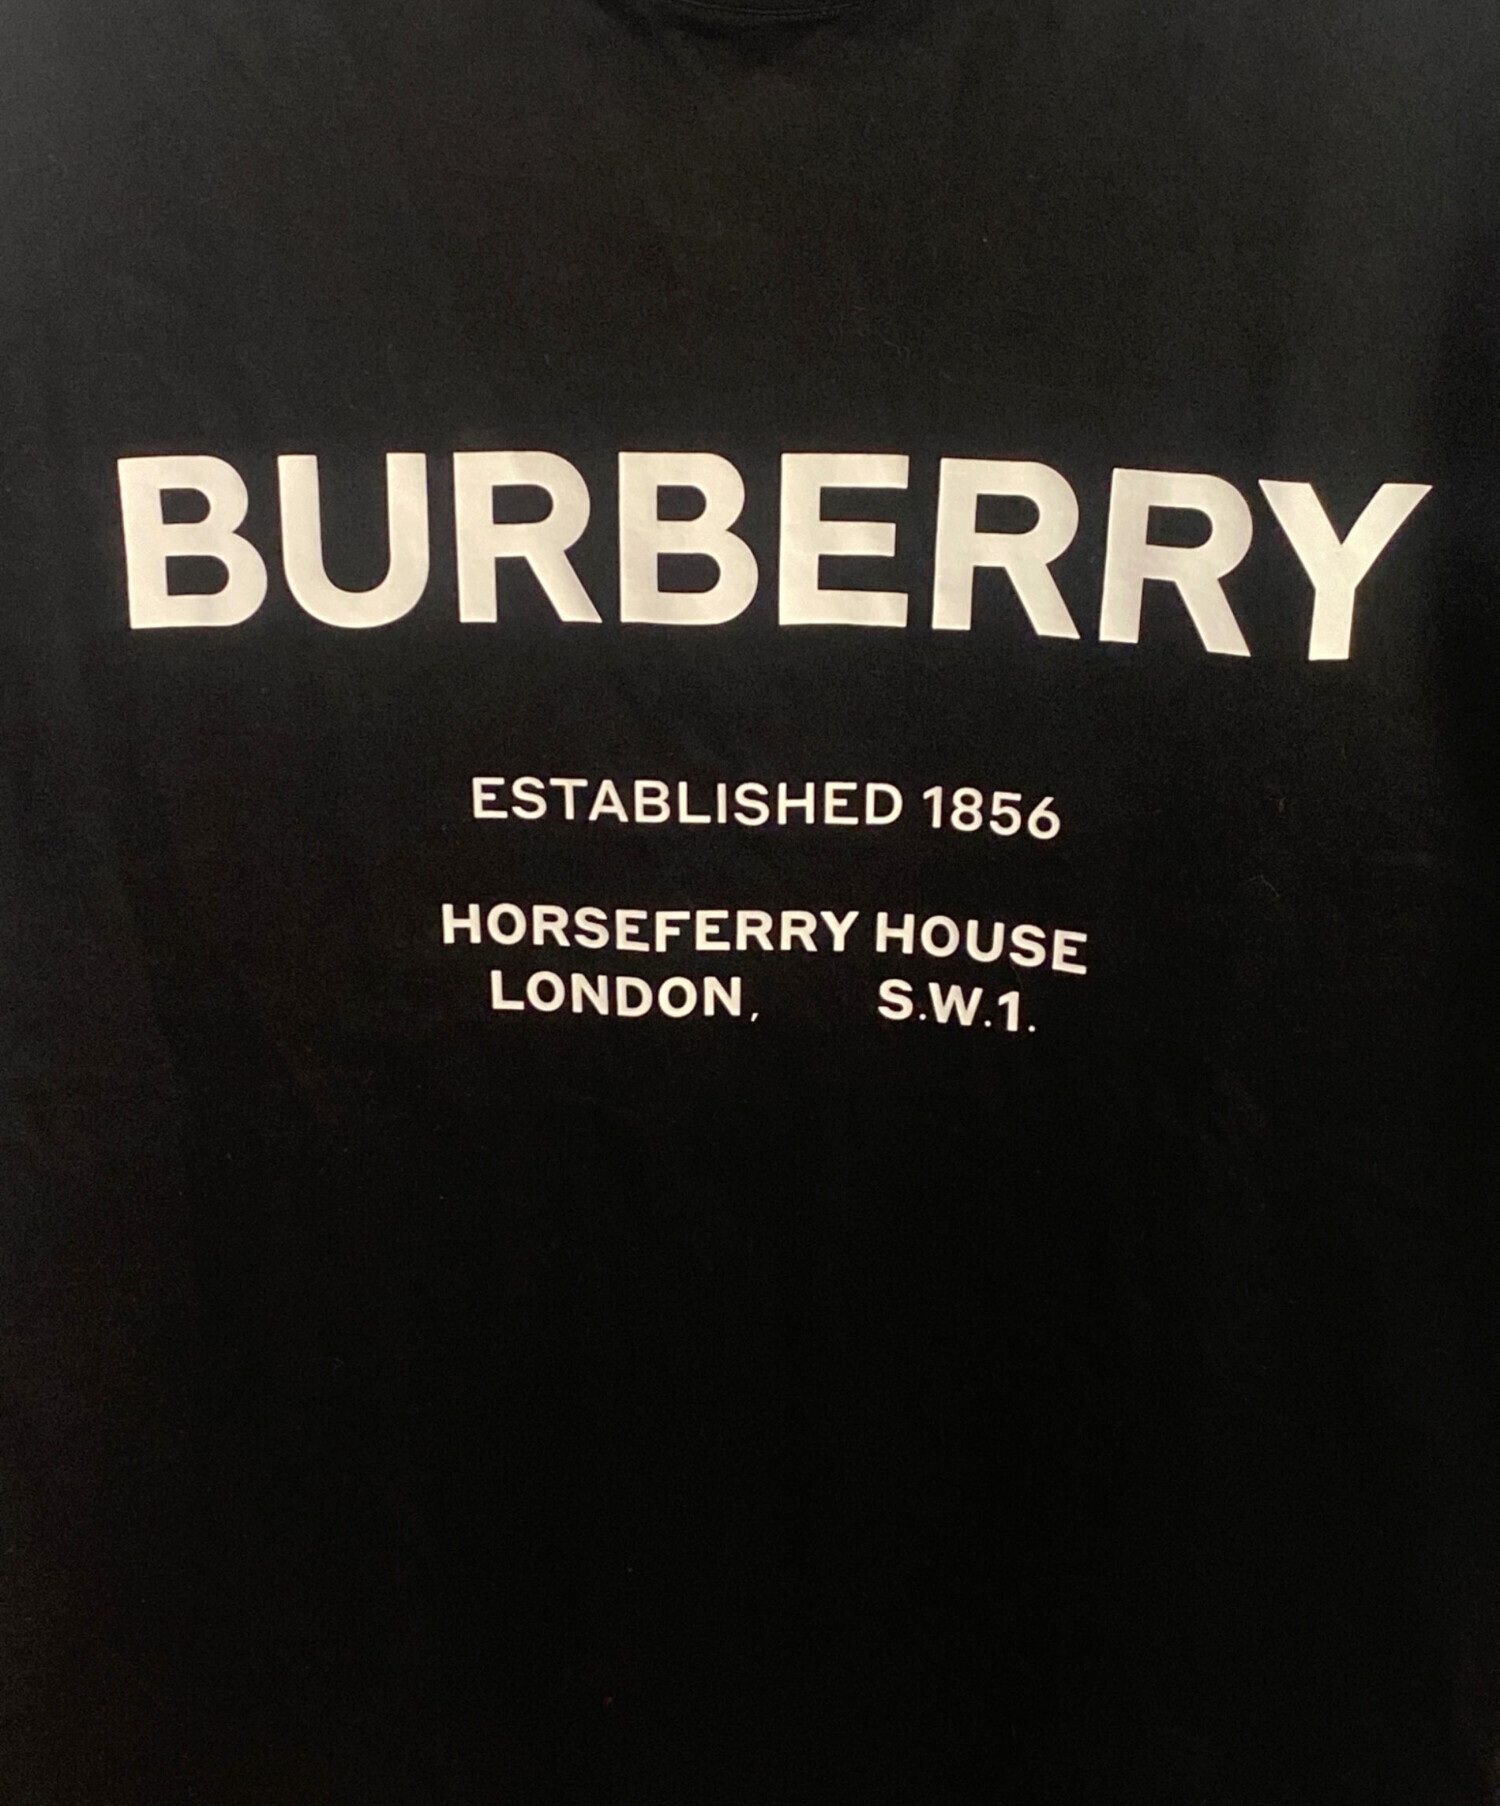 BURBERRY
ESTABLISHED 1856
HORSEFERRY HOUSE
LONDON, S.W.1.